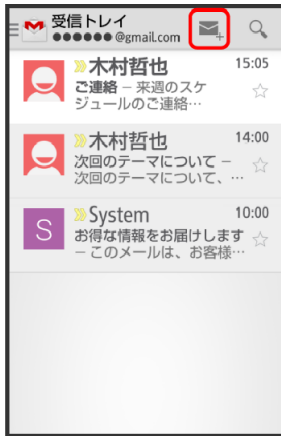 受信トレイ
●●●●●● @gmail.com
»木村哲也 15:05
ご連絡 – 来週のスケ
ジュールのご連絡…
»木村哲也 14:00
次回のテーマについて –
次回のテーマについて、…
S »System 10:00
お得な情報をお届けします
– このメールは、お客様…